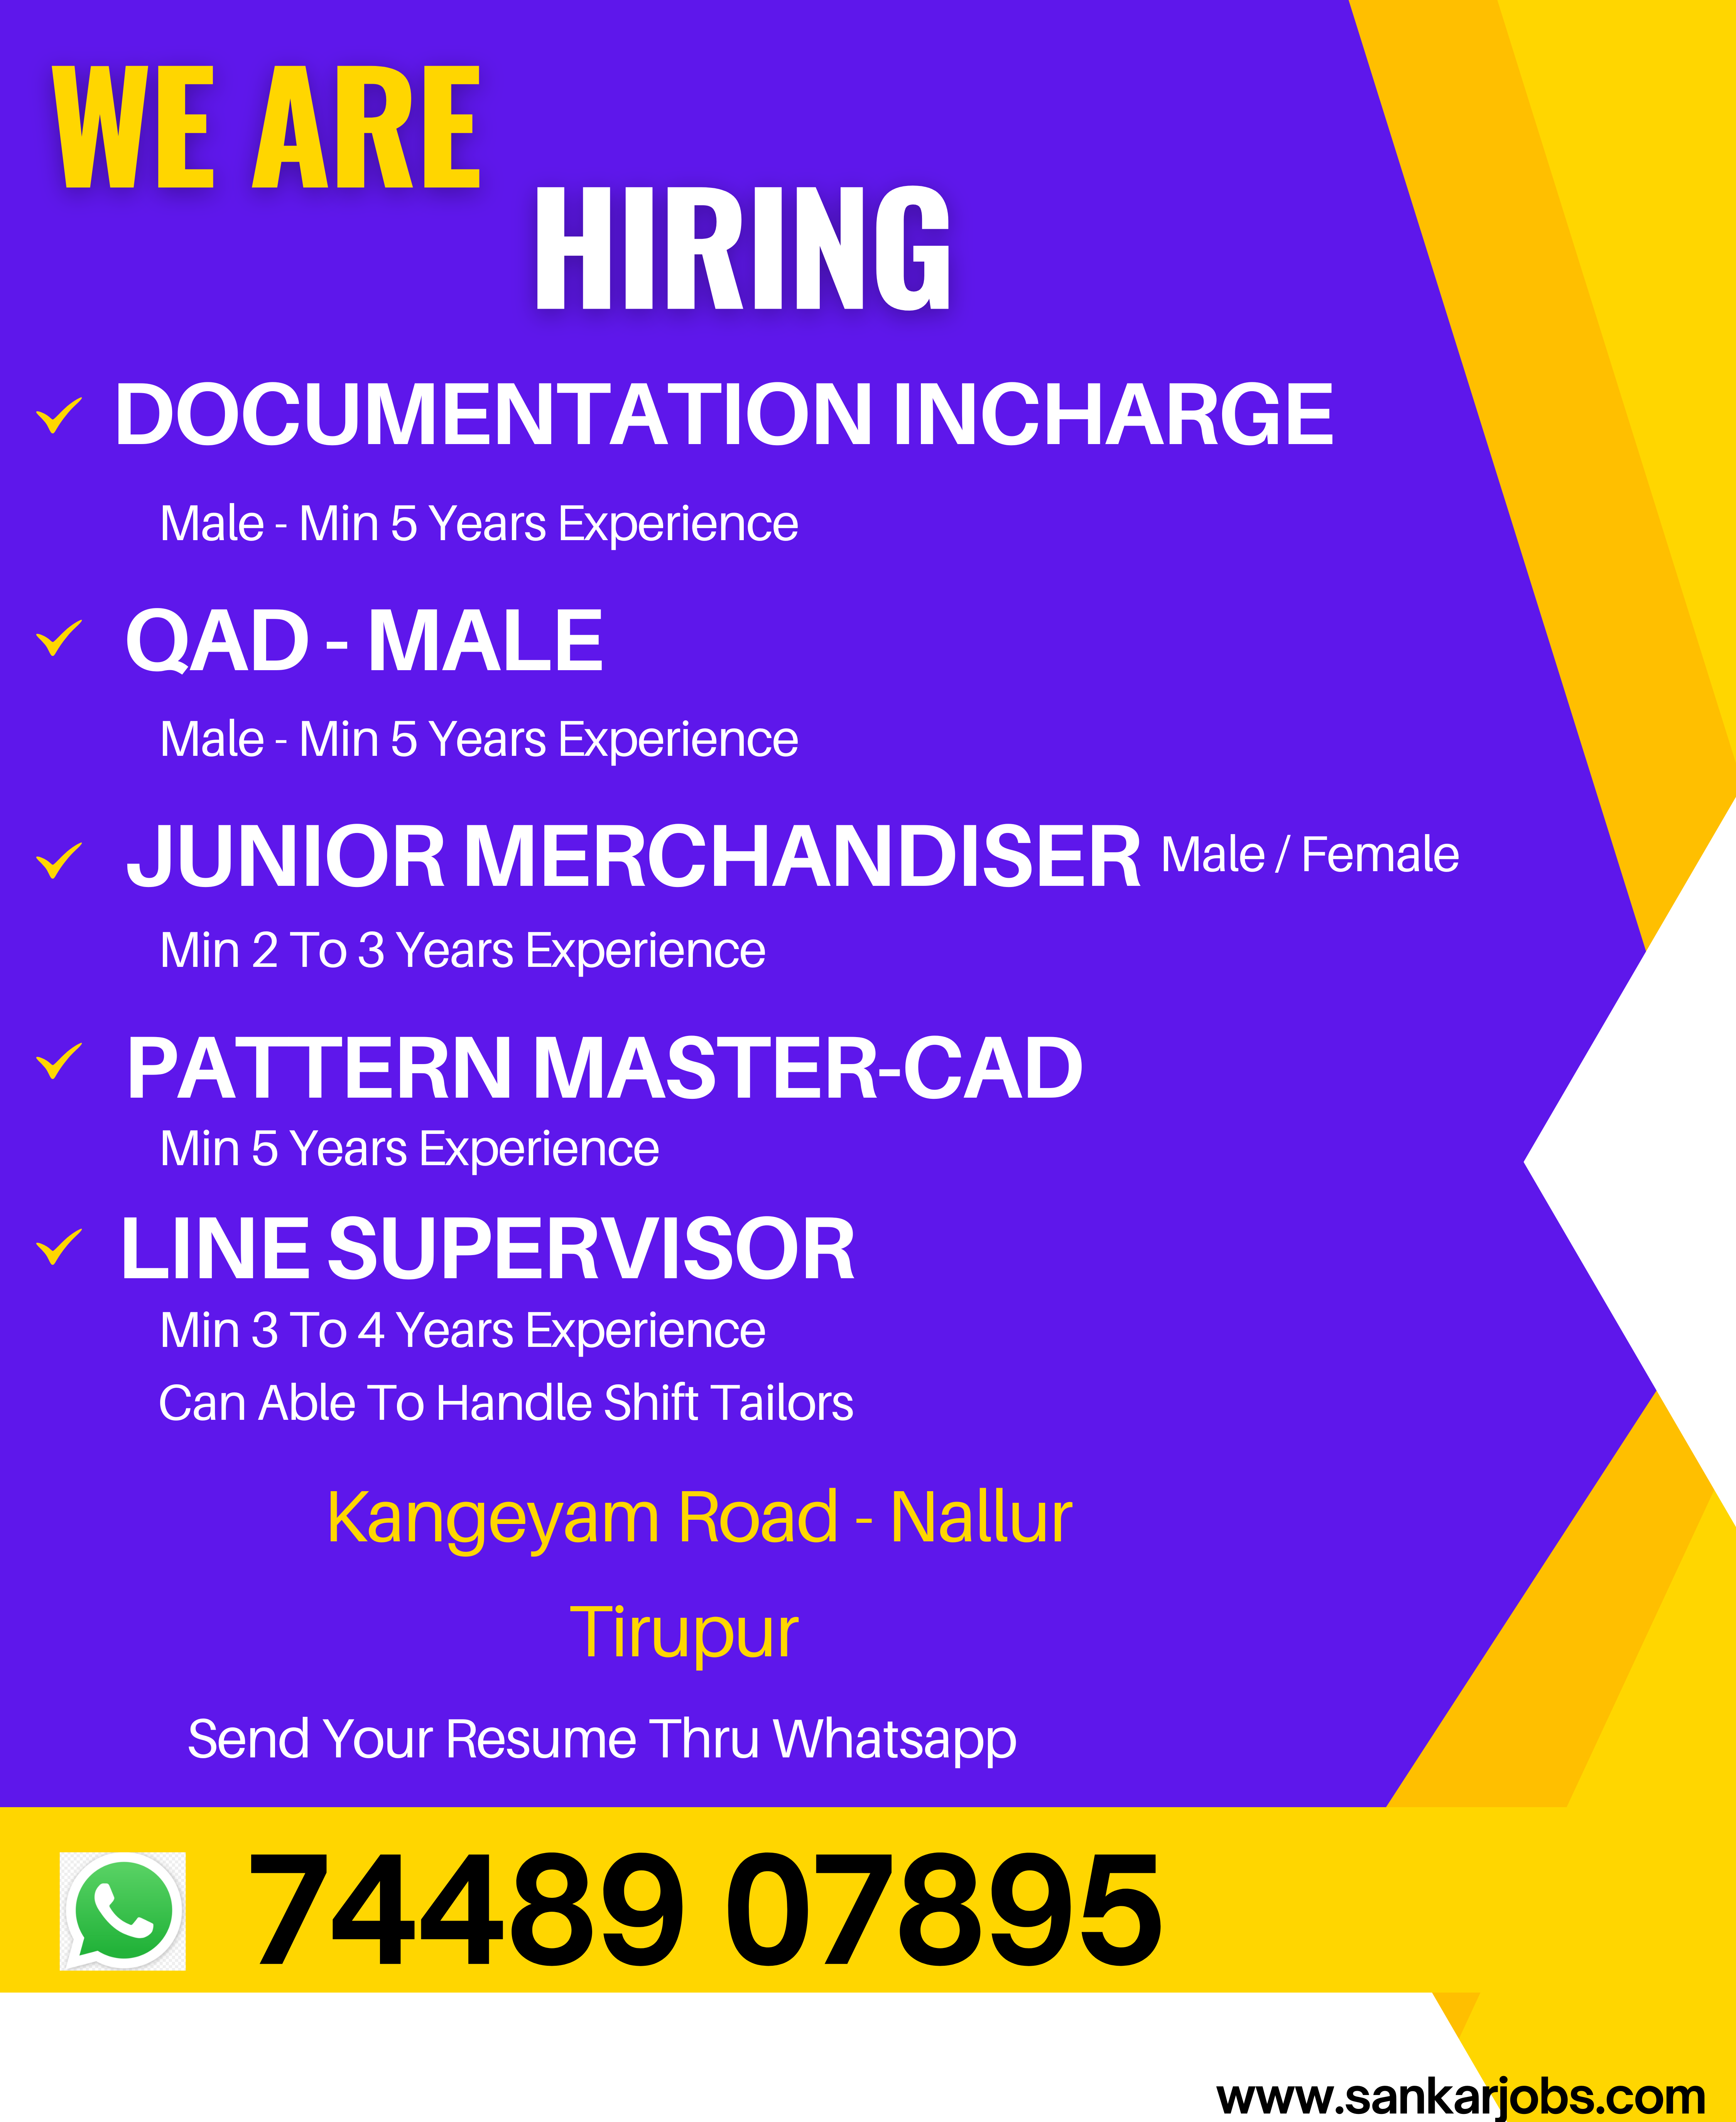 WE ARE
HIRING
DOCUMENTATION INCHARGE
Male - Min 5 Years Experience
QAD - MALE
Male - Min 5 Years Experience
JUNIOR MERCHANDISER Male / Female
Min 2 To 3 Years Experience
PATTERN MASTER-CAD
Min 5 Years Experience
LINE SUPERVISOR
Min 3 To 4 Years Experience
Can Able To Handle Shift Tailors
Kangeyam Road - Nallur
Tirupur
Send Your Resume Thru Whatsapp
74489 07895
www.sankarjobs.com